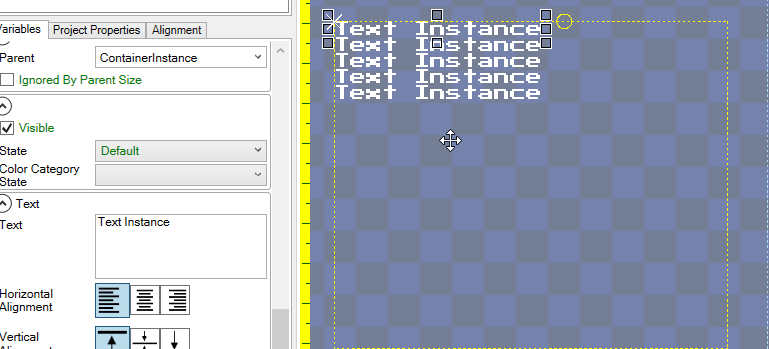 Variables Project Properties Alignment
Parent ContainerInstance
Ignored By Parent Size
Visible
State Default
Color Category
State
Text
Text Text Instance
Horizontal
Alignment
Vertical
Text Instance
Text Instance
Text Instance
Text Instance
Text Instance